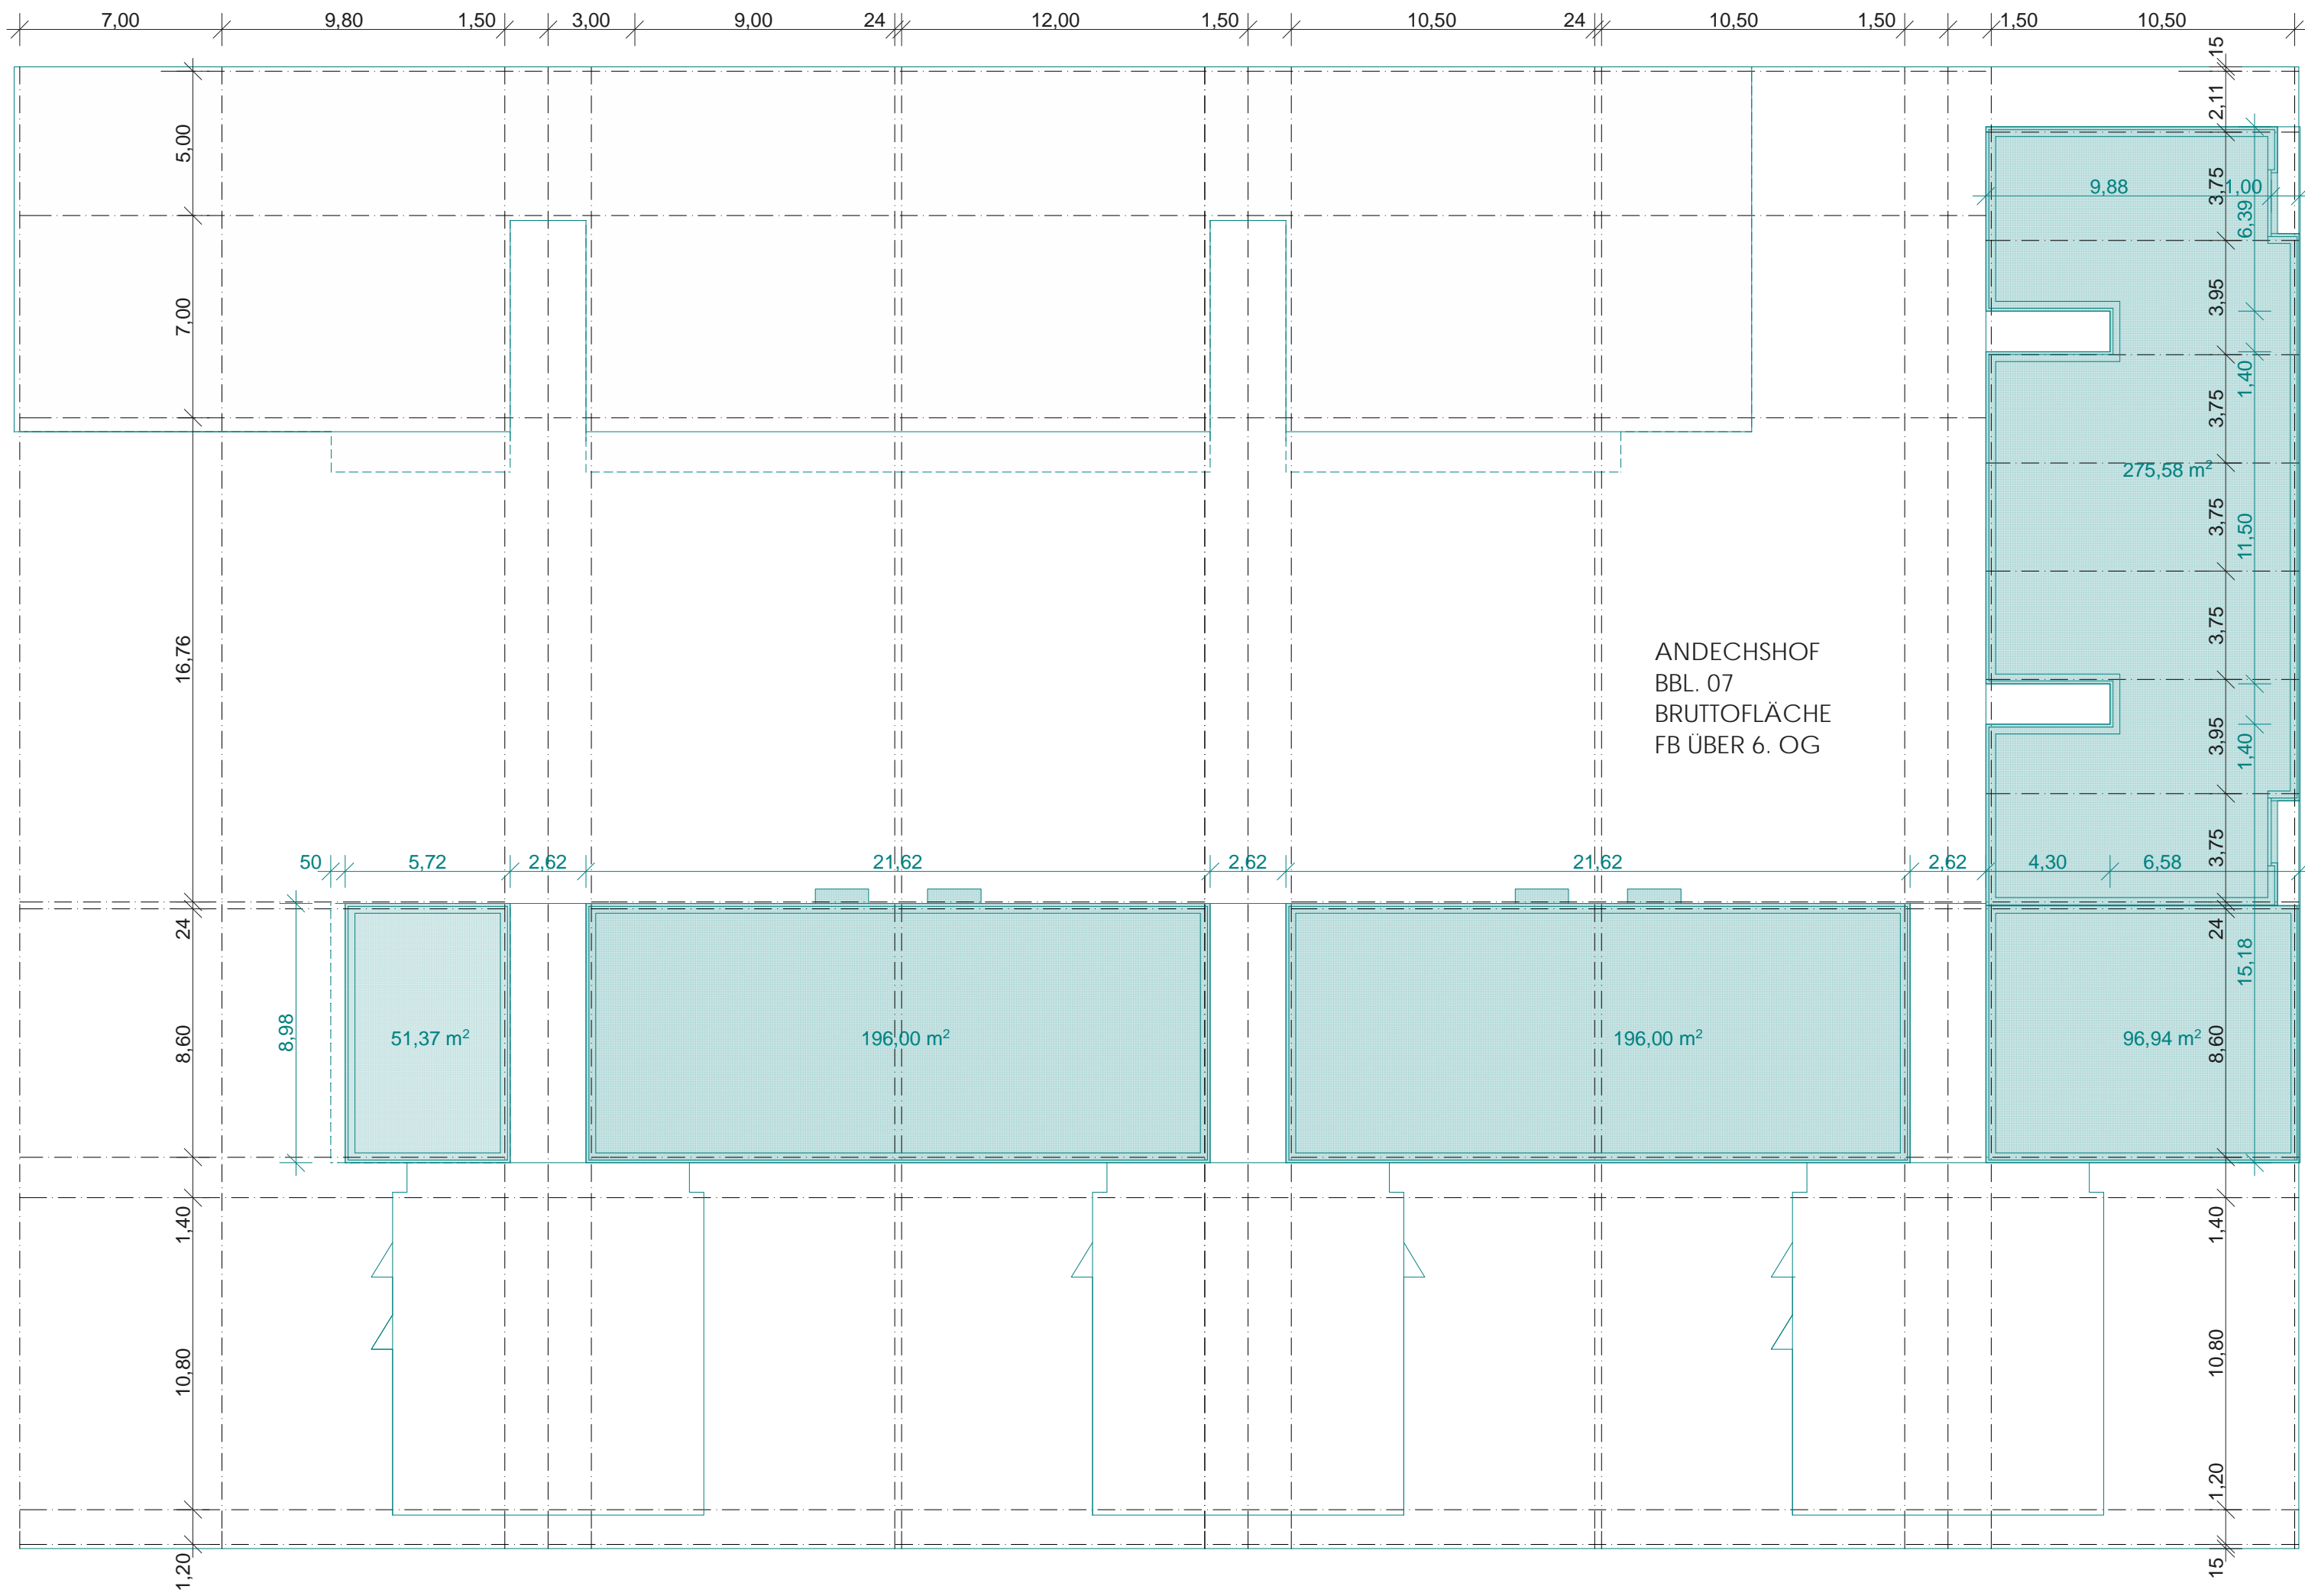 7,00 9,80 1,50 3,00 9,00 24 12,00 1,50 10,50 24 10,50 1,50 1,50 10,50
15
2,11
5,00
3,75
9,88 1,00
6,39
3,95
7,00
1,40
3,75
275,58 m²
3,75
11,50
16,76
3,75
ANDECHSHOF
BBL. 07
BRUTTOFLÄCHE
FB ÜBER 6. OG
3,95
1,40
3,75
50 5,72 2,62 21,62 2,62 21,62 2,62 4,30 6,58
24
24
15,18
8,98
8,60
51,37 m²
196,00 m²
196,00 m²
96,94 m²
8,60
1,40
1,40
10,80
10,80
1,20
1,20
15